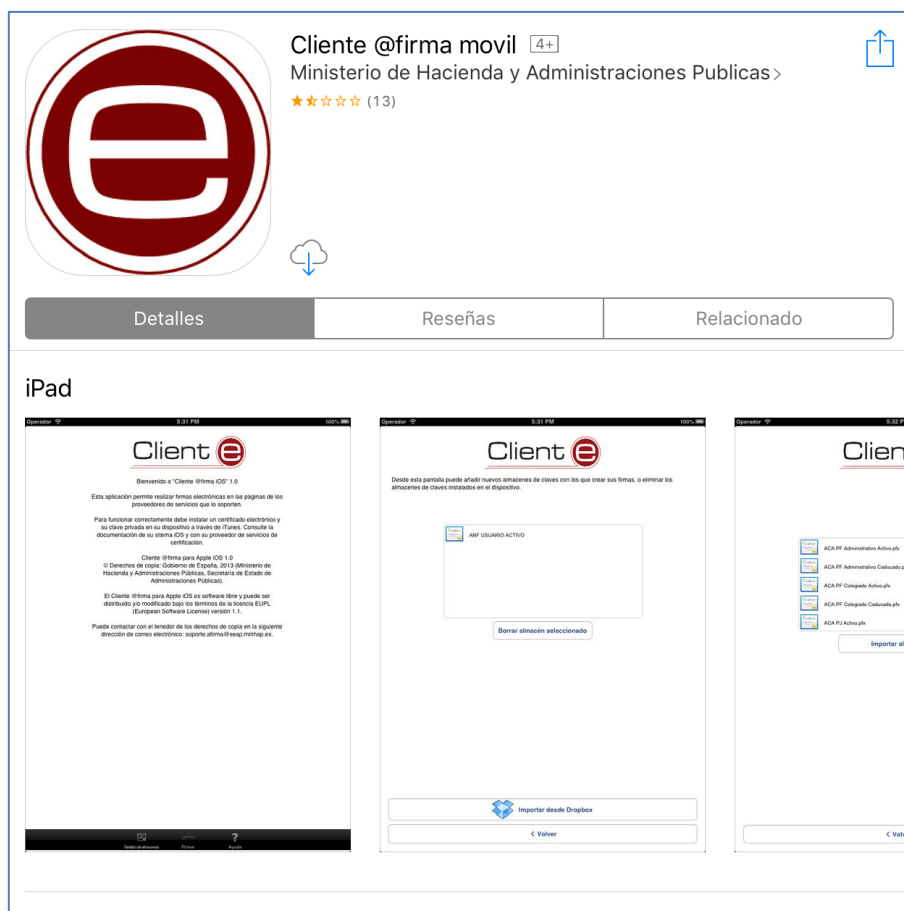 Cliente @firma movil 4+
Ministerio de Hacienda y Administraciones Publicas >
(13)
Detalles
Reseñas
Relacionado
iPad
Operador 5:31 PM 100%
Client e
Bienvenido a "Cliente @firma iOS" 1.0
Esta aplicación permite realizar firmas electrónicas en las páginas de los
proveedores de servicios que lo soporten.
Para funcionar correctamente debe instalar un certificado electrónico y
su clave privada en su dispositivo a través de iTunes. Consulte la
documentación de su sitema iOS y con su proveedor de servicios de
certificación.
Cliente @firma para Apple iOS 1.0
© Derechos de copia: Gobierno de España, 2013 (Ministerio de
Hacienda y Administraciones Públicas, Secretaría de Estado de
Administraciones Públicas).
El Cliente @firma para Apple iOS es software libre y puede ser
distribuido y/o modificado bajo los términos de la licencia EUPL
(European Software License) versión 1.1.
Puede contactar con el tenedor de los derechos de copia en la siguiente
dirección de correo electrónico: soporte.afirma@seap.minhap.es.
Gestión de almacenes Firmar Ayuda
Operador 5:31 PM 100%
Client e
Desde esta pantalla puede añadir nuevos almacenes de claves con los que crear sus firmas, o eliminar los
almacenes de claves instalados en el dispositivo.
ANF USUARIO ACTIVO
Borrar almacén seleccionado
Importar desde Dropbox
< Volver
Operador 5:32 P
Clien
ACA PF Administrativo Activo.pfx
ACA PF Administrativo Caducado.p
ACA PF Colegiado Activo.pfx
ACA PF Colegiado Caducado.pfx
ACA PJ Activo.pfx
Importar al
< Volv